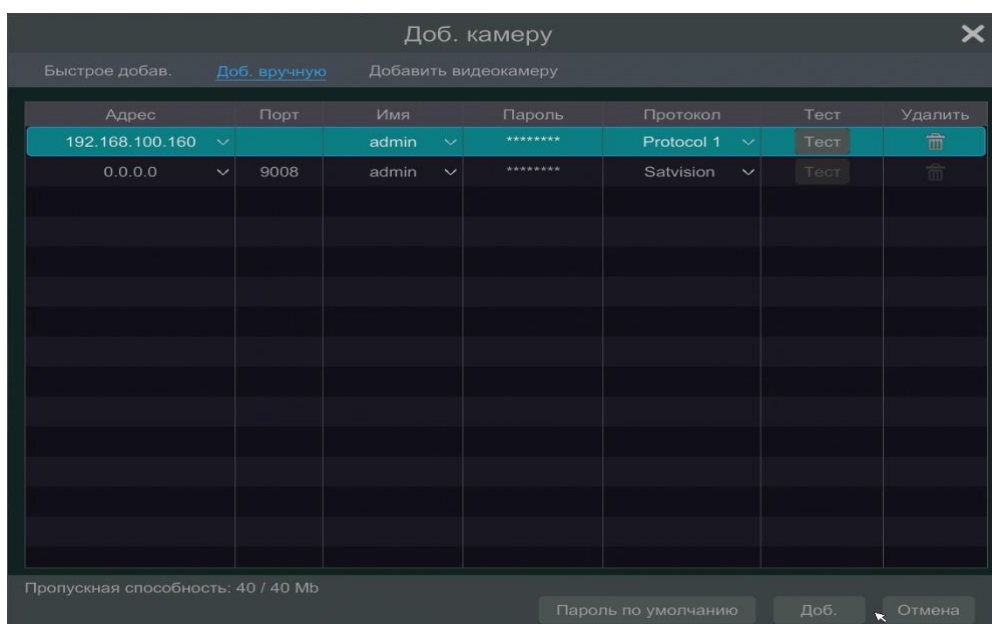 Доб. камеру
Быстрое добав. Доб. вручную Добавить видеокамеру
Адрес Порт Имя Пароль Протокол Тест Удалить
192.168.100.160 admin ******** Protocol 1 Тест
0.0.0.0 9008 admin ******** Satvision Тест
Пропускная способность: 40 / 40 Mb
Пароль по умолчанию Доб. Отмена